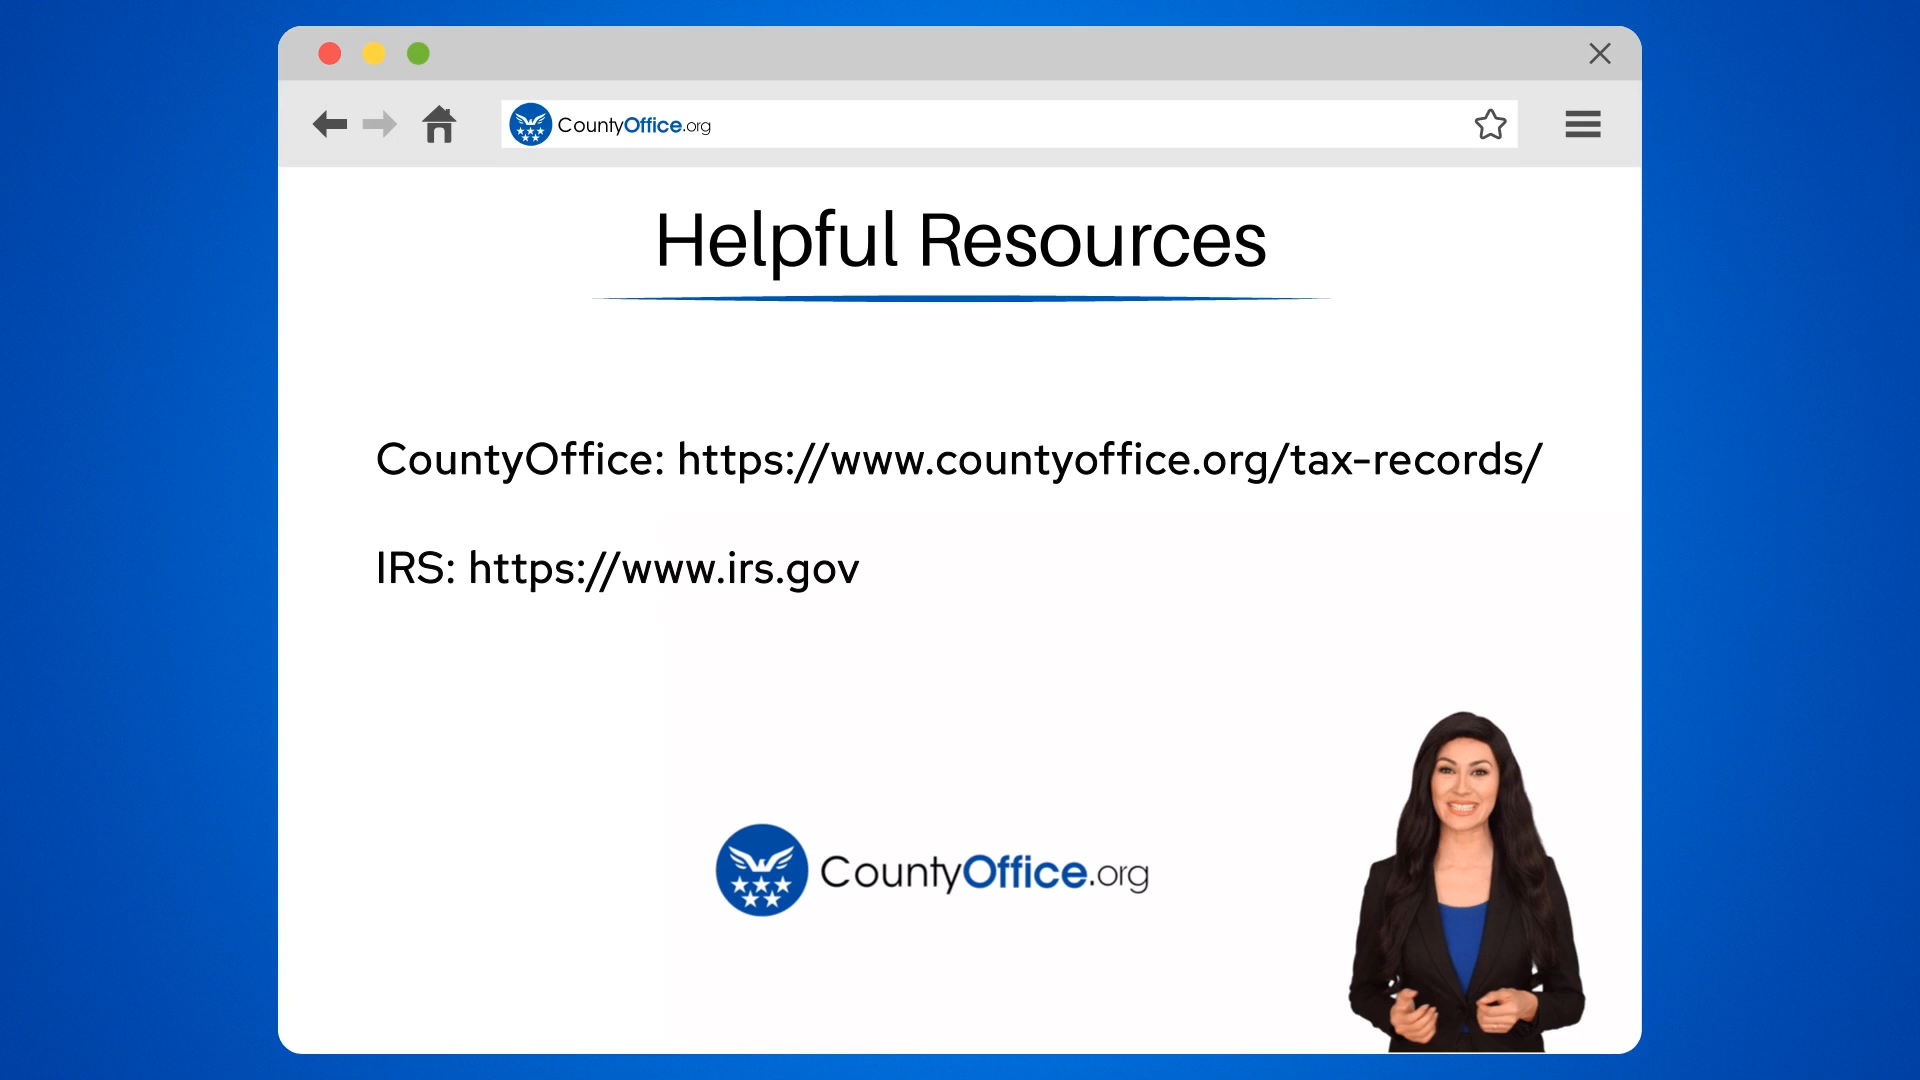 CountyOffice.org
Helpful Resources
CountyOffice: https://www.countyoffice.org/tax-records/
IRS: https://www.irs.gov
CountyOffice.org